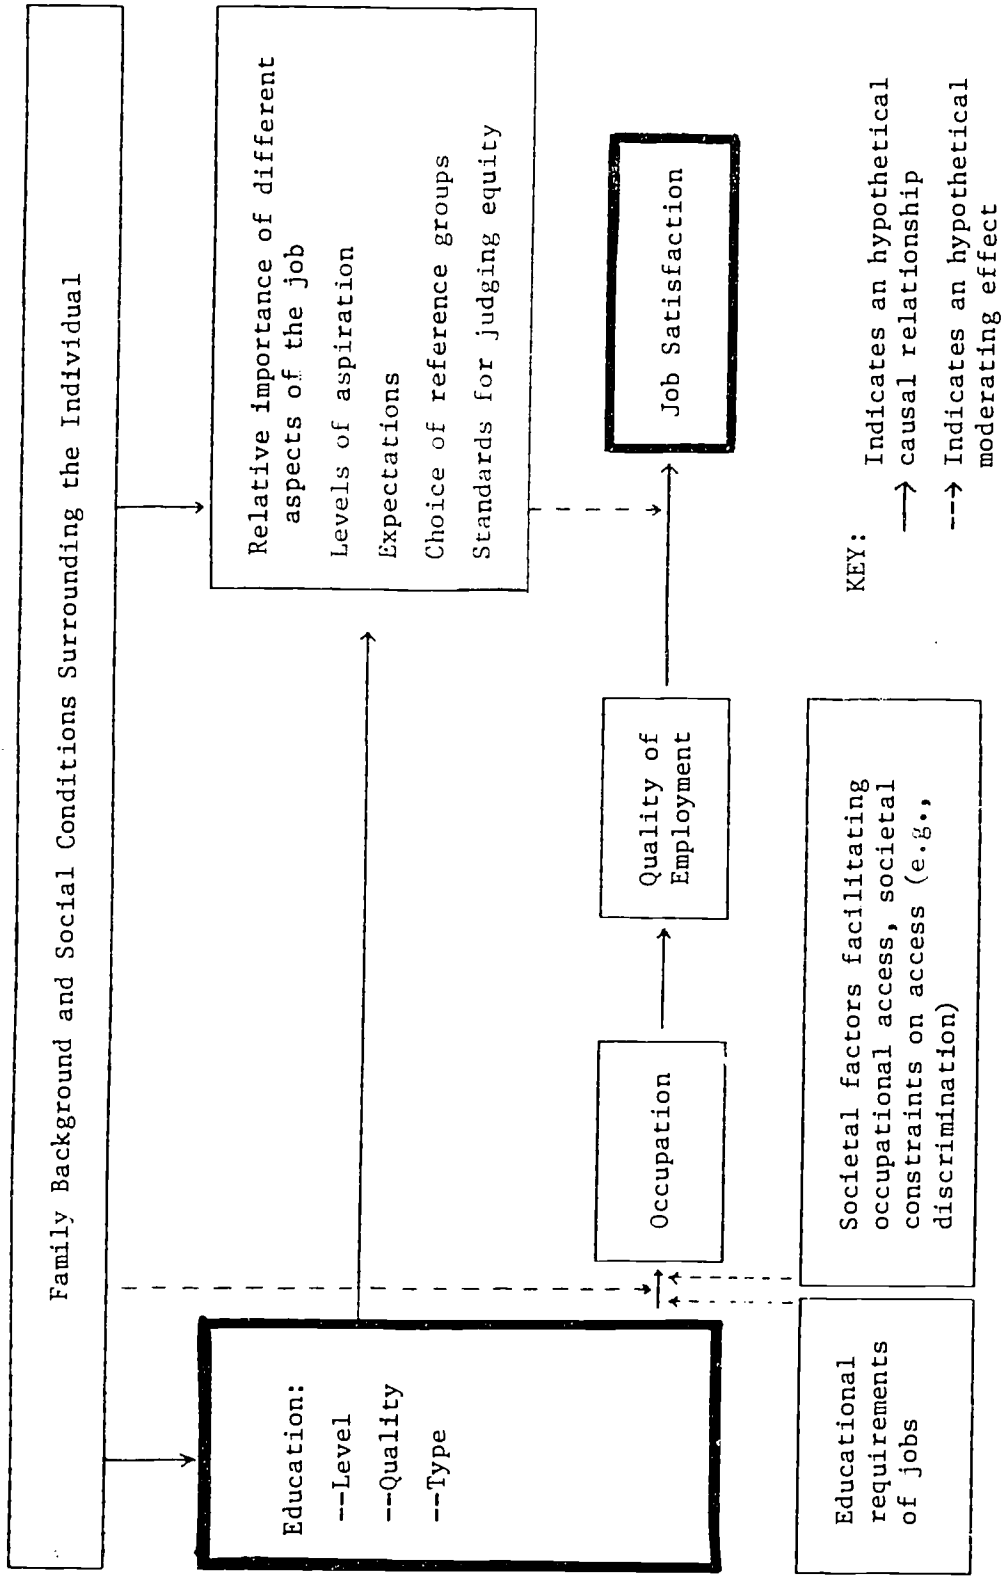 Family Background and Social Conditions Surrounding the Individual
Education:
--Level
--Quality
--Type
Relative importance of different
aspects of the job
Levels of aspiration
Expectations
Choice of reference groups
Standards for judging equity
Occupation
Quality of
Employment
Job Satisfaction
Educational
requirements
of jobs
Societal factors facilitating
occupational access, societal
constraints on access (e.g.,
discrimination)
KEY:
Indicates an hypothetical
causal relationship
Indicates an hypothetical
moderating effect